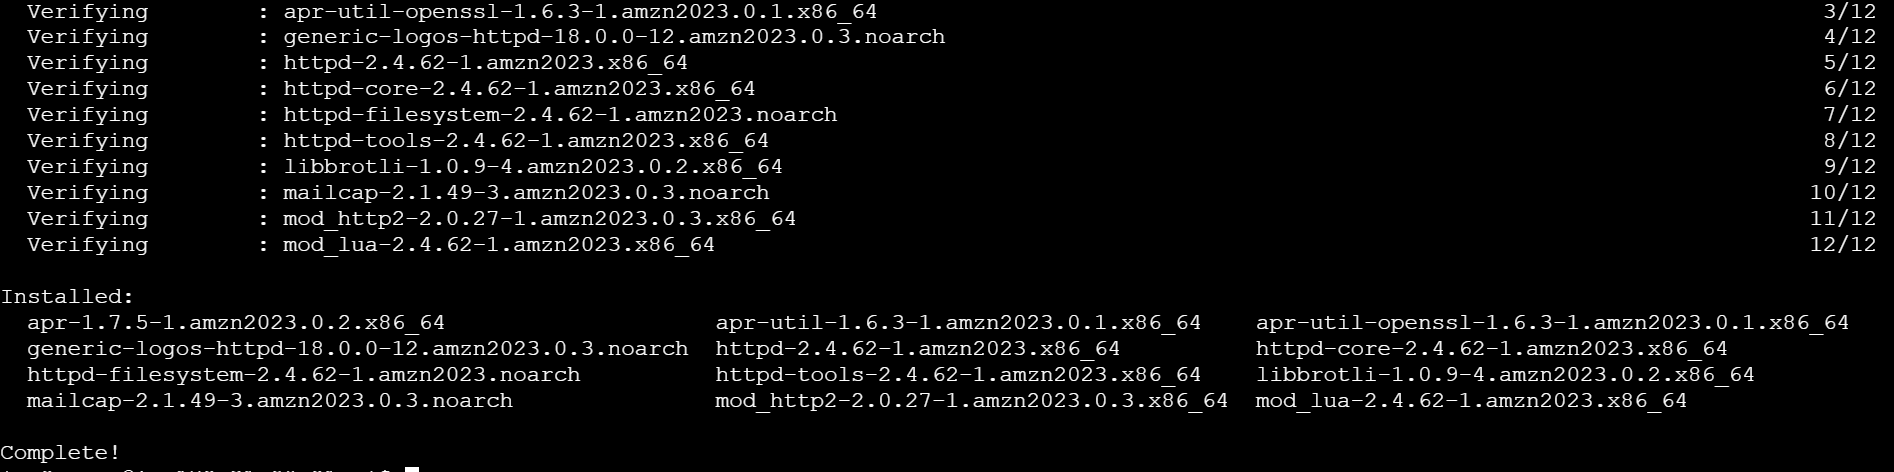 Verifying : apr-util-openssl-1.6.3-1.amzn2023.0.1.x86_64 3/12
Verifying : generic-logos-httpd-18.0.0-12.amzn2023.0.3.noarch 4/12
Verifying : httpd-2.4.62-1.amzn2023.x86_64 5/12
Verifying : httpd-core-2.4.62-1.amzn2023.x86_64 6/12
Verifying : httpd-filesystem-2.4.62-1.amzn2023.noarch 7/12
Verifying : httpd-tools-2.4.62-1.amzn2023.x86_64 8/12
Verifying : libbrotli-1.0.9-4.amzn2023.0.2.x86_64 9/12
Verifying : mailcap-2.1.49-3.amzn2023.0.3.noarch 10/12
Verifying : mod_http2-2.0.27-1.amzn2023.0.3.x86_64 11/12
Verifying : mod_lua-2.4.62-1.amzn2023.x86_64 12/12
Installed:
apr-1.7.5-1.amzn2023.0.2.x86_64 apr-util-1.6.3-1.amzn2023.0.1.x86_64 apr-util-openssl-1.6.3-1.amzn2023.0.1.x86_64
generic-logos-httpd-18.0.0-12.amzn2023.0.3.noarch httpd-2.4.62-1.amzn2023.x86_64 httpd-core-2.4.62-1.amzn2023.x86_64
httpd-filesystem-2.4.62-1.amzn2023.noarch httpd-tools-2.4.62-1.amzn2023.x86_64 libbrotli-1.0.9-4.amzn2023.0.2.x86_64
mailcap-2.1.49-3.amzn2023.0.3.noarch mod_http2-2.0.27-1.amzn2023.0.3.x86_64 mod_lua-2.4.62-1.amzn2023.x86_64
Complete!